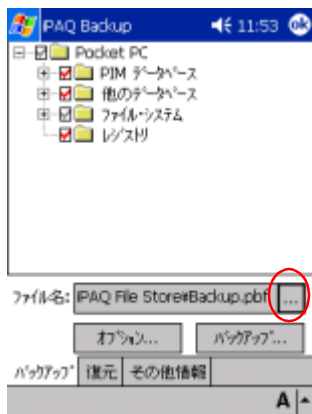 iPAQ Backup 11:53 ok
Pocket PC
PIM ﾃﾞｰﾀﾍﾞｰｽ
他のﾃﾞｰﾀﾍﾞｰｽ
ﾌｧｲﾙ･ｼｽﾃﾑ
ﾚｼﾞｽﾄﾘ
ﾌｧｲﾙ名: iPAQ File Store¥Backup.pbf ...
ｵﾌﾟｼｮﾝ... ﾊﾞｯｸｱｯﾌﾟ...
ﾊﾞｯｸｱｯﾌﾟ 復元 その他情報
A